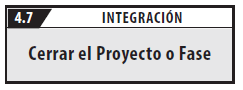 4.7 INTEGRACIÓN
Cerrar el Proyecto o Fase